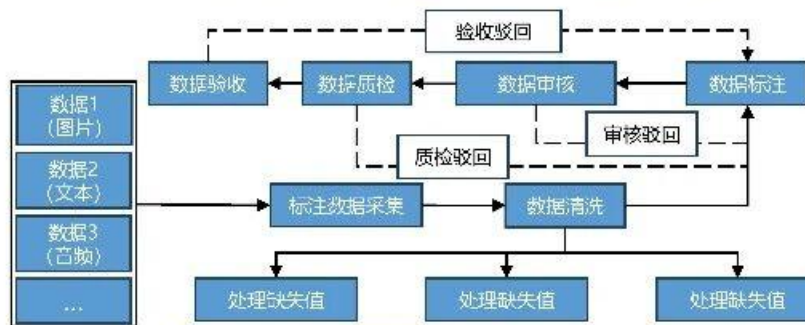 验收驳回
数据验收
数据质检
数据审核
数据标注
数据1
(图片)
审核驳回
质检驳回
数据2
(文本)
标注数据采集
数据清洗
数据3
(音频)
...
处理缺失值
处理缺失值
处理缺失值